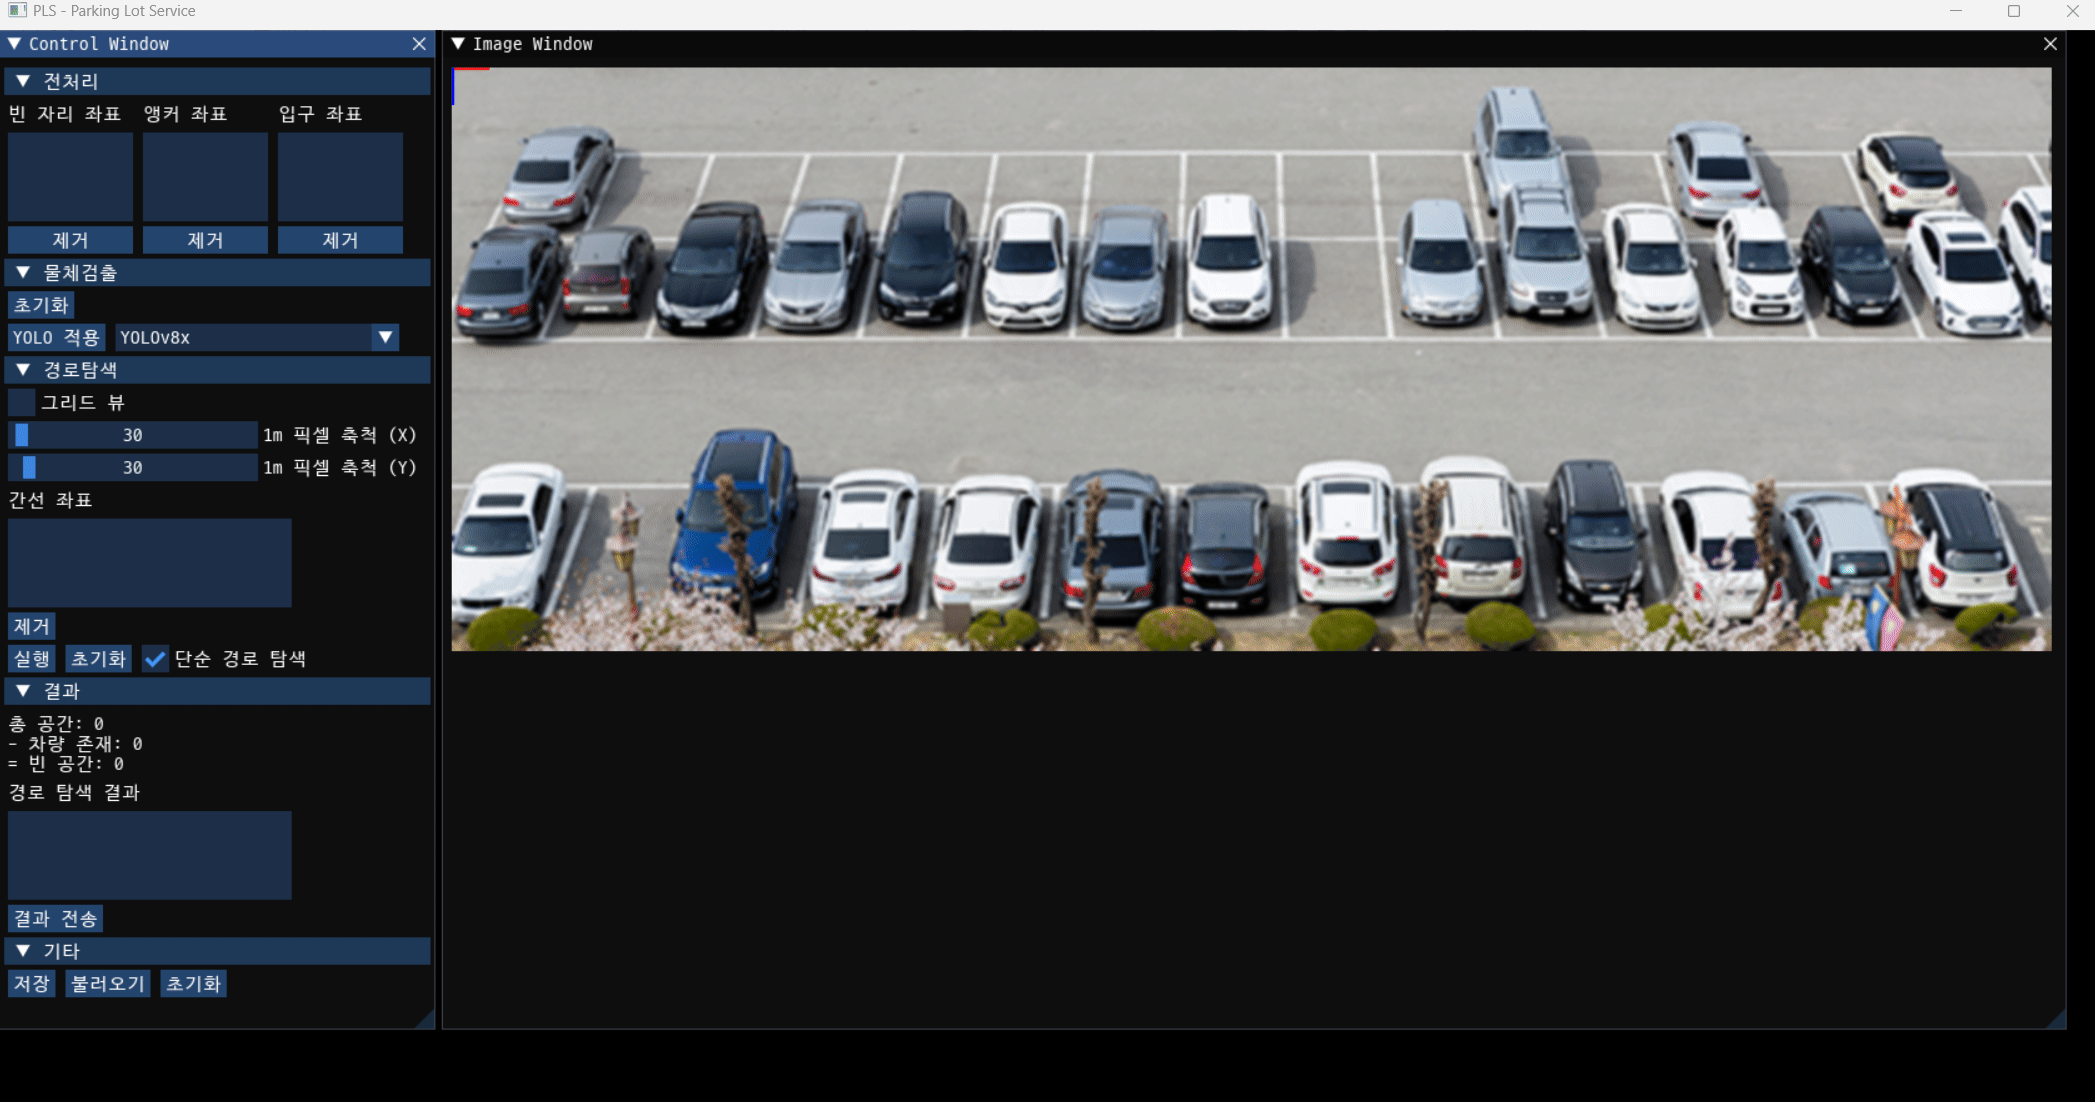 PLS - Parking Lot Service
Control Window
전처리
빈 자리 좌표 앵커 좌표 입구 좌표
제거 제거 제거
물체검출
초기화
YOLO 적용 YOLOv8x
경로탐색
그리드 뷰
30 1m 픽셀 축척 (X)
30 1m 픽셀 축척 (Y)
간선 좌표
제거
실행 초기화 단순 경로 탐색
결과
총 공간: 0
- 차량 존재: 0
= 빈 공간: 0
경로 탐색 결과
결과 전송
기타
저장 불러오기 초기화
Image Window